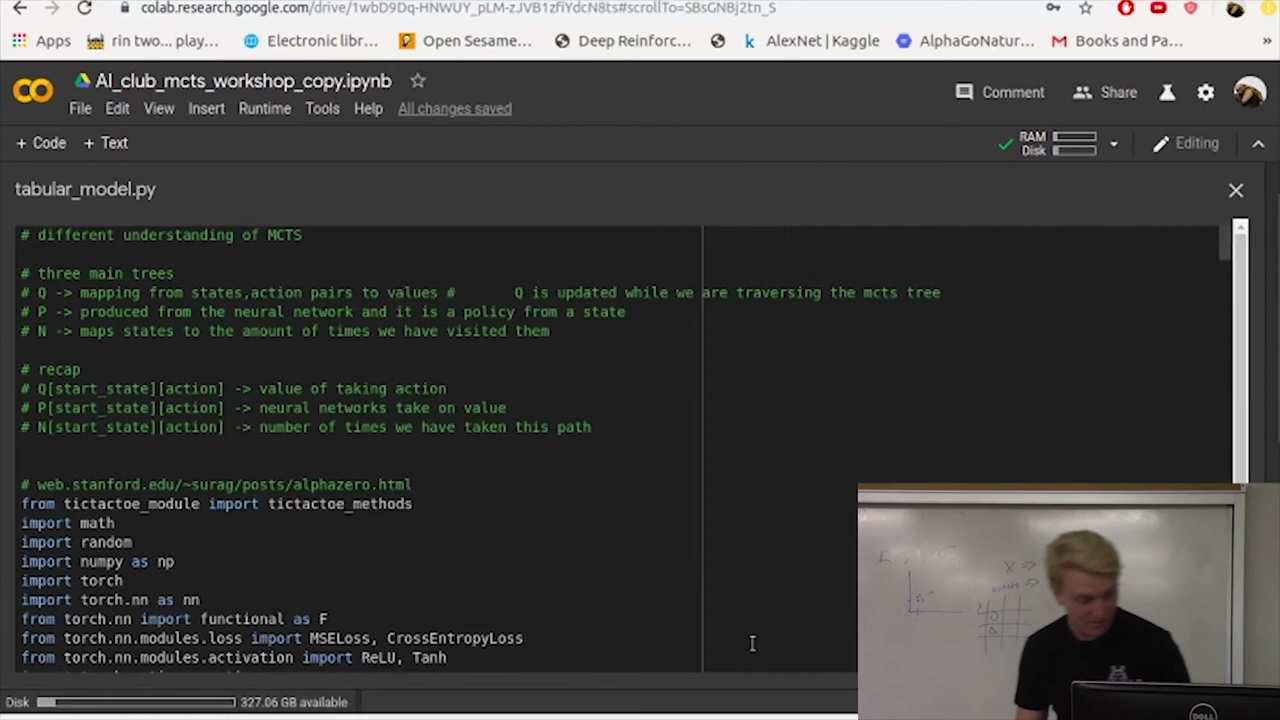 colab.research.google.com/drive/1wbD9Dq-HNWUY_pLM-zJVB1zfiYdcN8ts#scrollTo=SBsGNBj2tn_S
Apps rin two... play... Electronic libr... Open Sesame... Deep Reinforc... AlexNet | Kaggle AlphaGoNatur... Books and Pa... »
AI_club_mcts_workshop_copy.ipynb
Comment Share
File Edit View Insert Runtime Tools Help All changes saved
+ Code + Text
RAM
Disk
Editing
tabular_model.py
# different understanding of MCTS
# three main trees
# Q -> mapping from states,action pairs to values # Q is updated while we are traversing the mcts tree
# P -> produced from the neural network and it is a policy from a state
# N -> maps states to the amount of times we have visited them
# recap
# Q[start_state][action] -> value of taking action
# P[start_state][action] -> neural networks take on value
# N[start_state][action] -> number of times we have taken this path
# web.stanford.edu/~surag/posts/alphazero.html
from tictactoe_module import tictactoe_methods
import math
import random
import numpy as np
import torch
import torch.nn as nn
from torch.nn import functional as F
from torch.nn.modules.loss import MSELoss, CrossEntropyLoss
from torch.nn.modules.activation import ReLU, Tanh
Disk 327.06 GB available
X =>
DELL